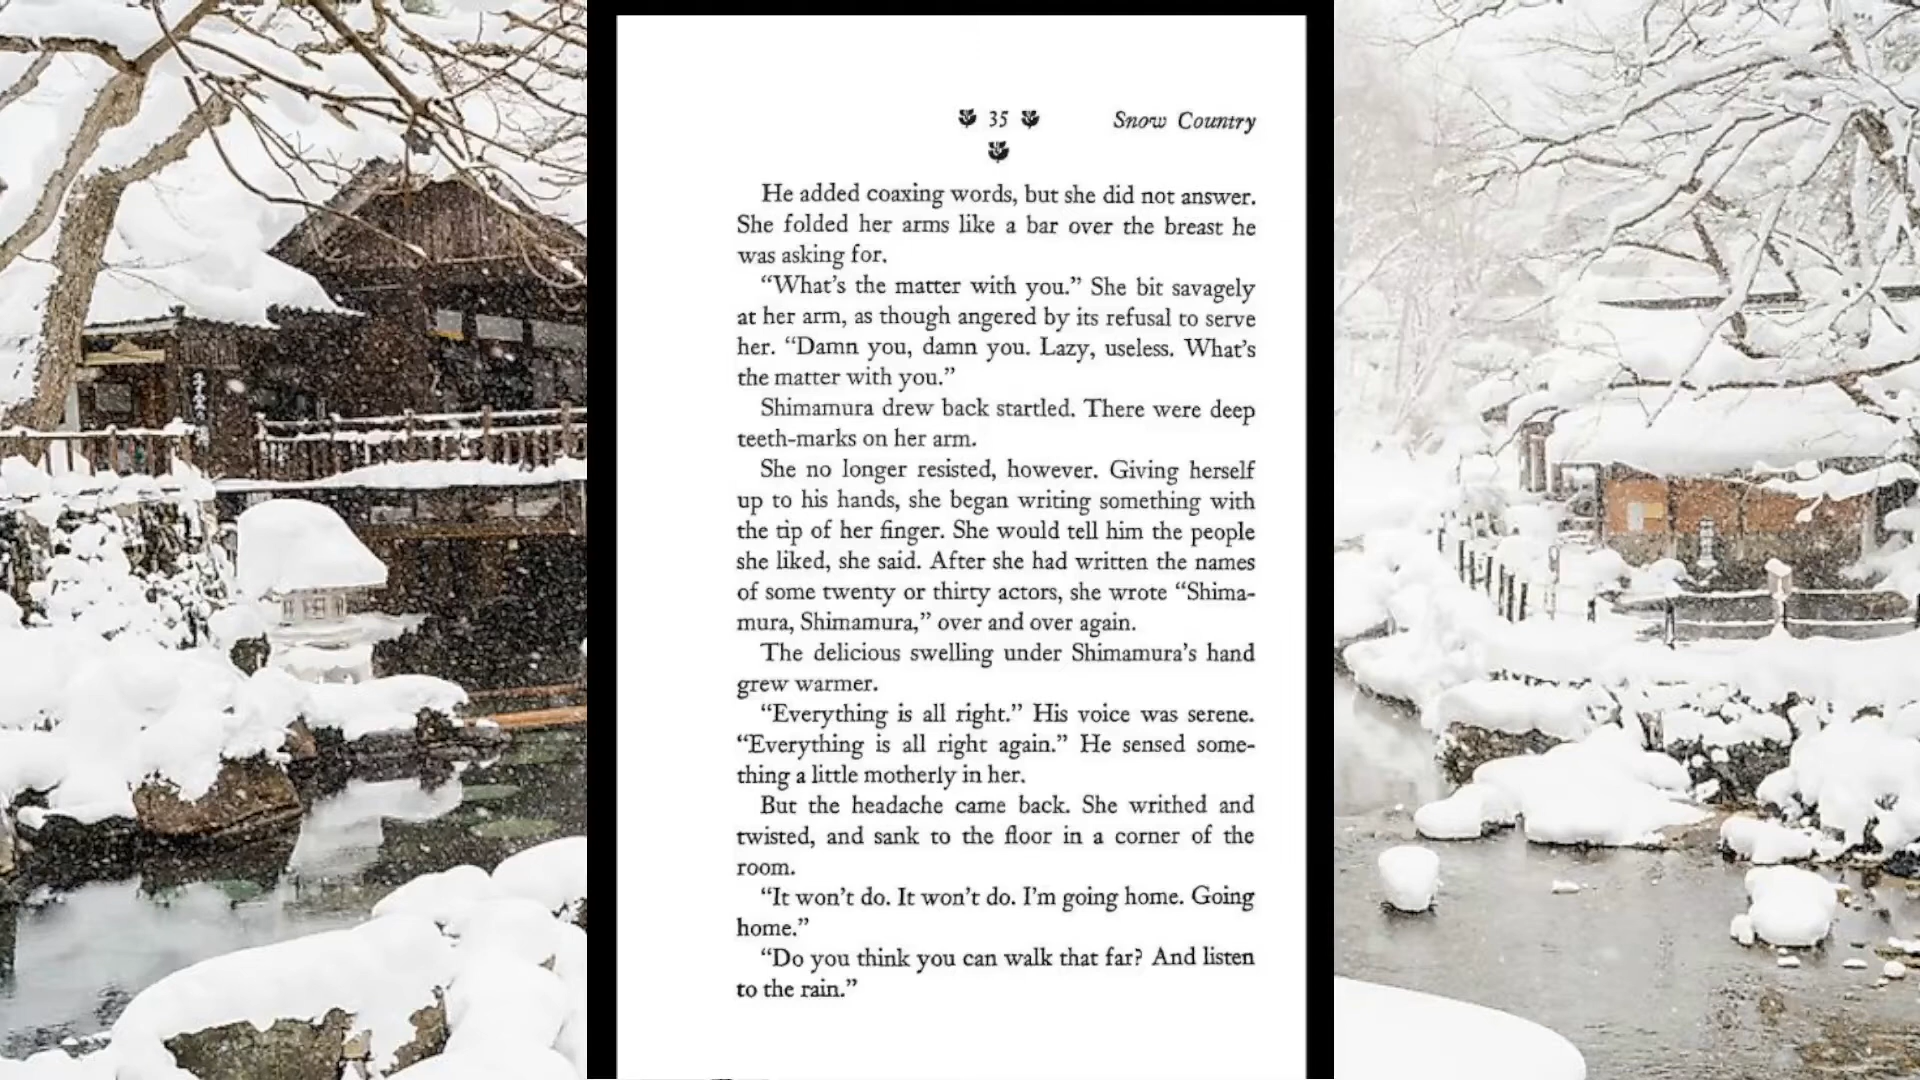 35 Snow Country
He added coaxing words, but she did not answer.
She folded her arms like a bar over the breast he
was asking for.
“What’s the matter with you.” She bit savagely
at her arm, as though angered by its refusal to serve
her. “Damn you, damn you. Lazy, useless. What’s
the matter with you.”
Shimamura drew back startled. There were deep
teeth-marks on her arm.
She no longer resisted, however. Giving herself
up to his hands, she began writing something with
the tip of her finger. She would tell him the people
she liked, she said. After she had written the names
of some twenty or thirty actors, she wrote “Shima-
mura, Shimamura,” over and over again.
The delicious swelling under Shimamura’s hand
grew warmer.
“Everything is all right.” His voice was serene.
“Everything is all right again.” He sensed some-
thing a little motherly in her.
But the headache came back. She writhed and
twisted, and sank to the floor in a corner of the
room.
“It won’t do. It won’t do. I’m going home. Going
home.”
“Do you think you can walk that far? And listen
to the rain.”